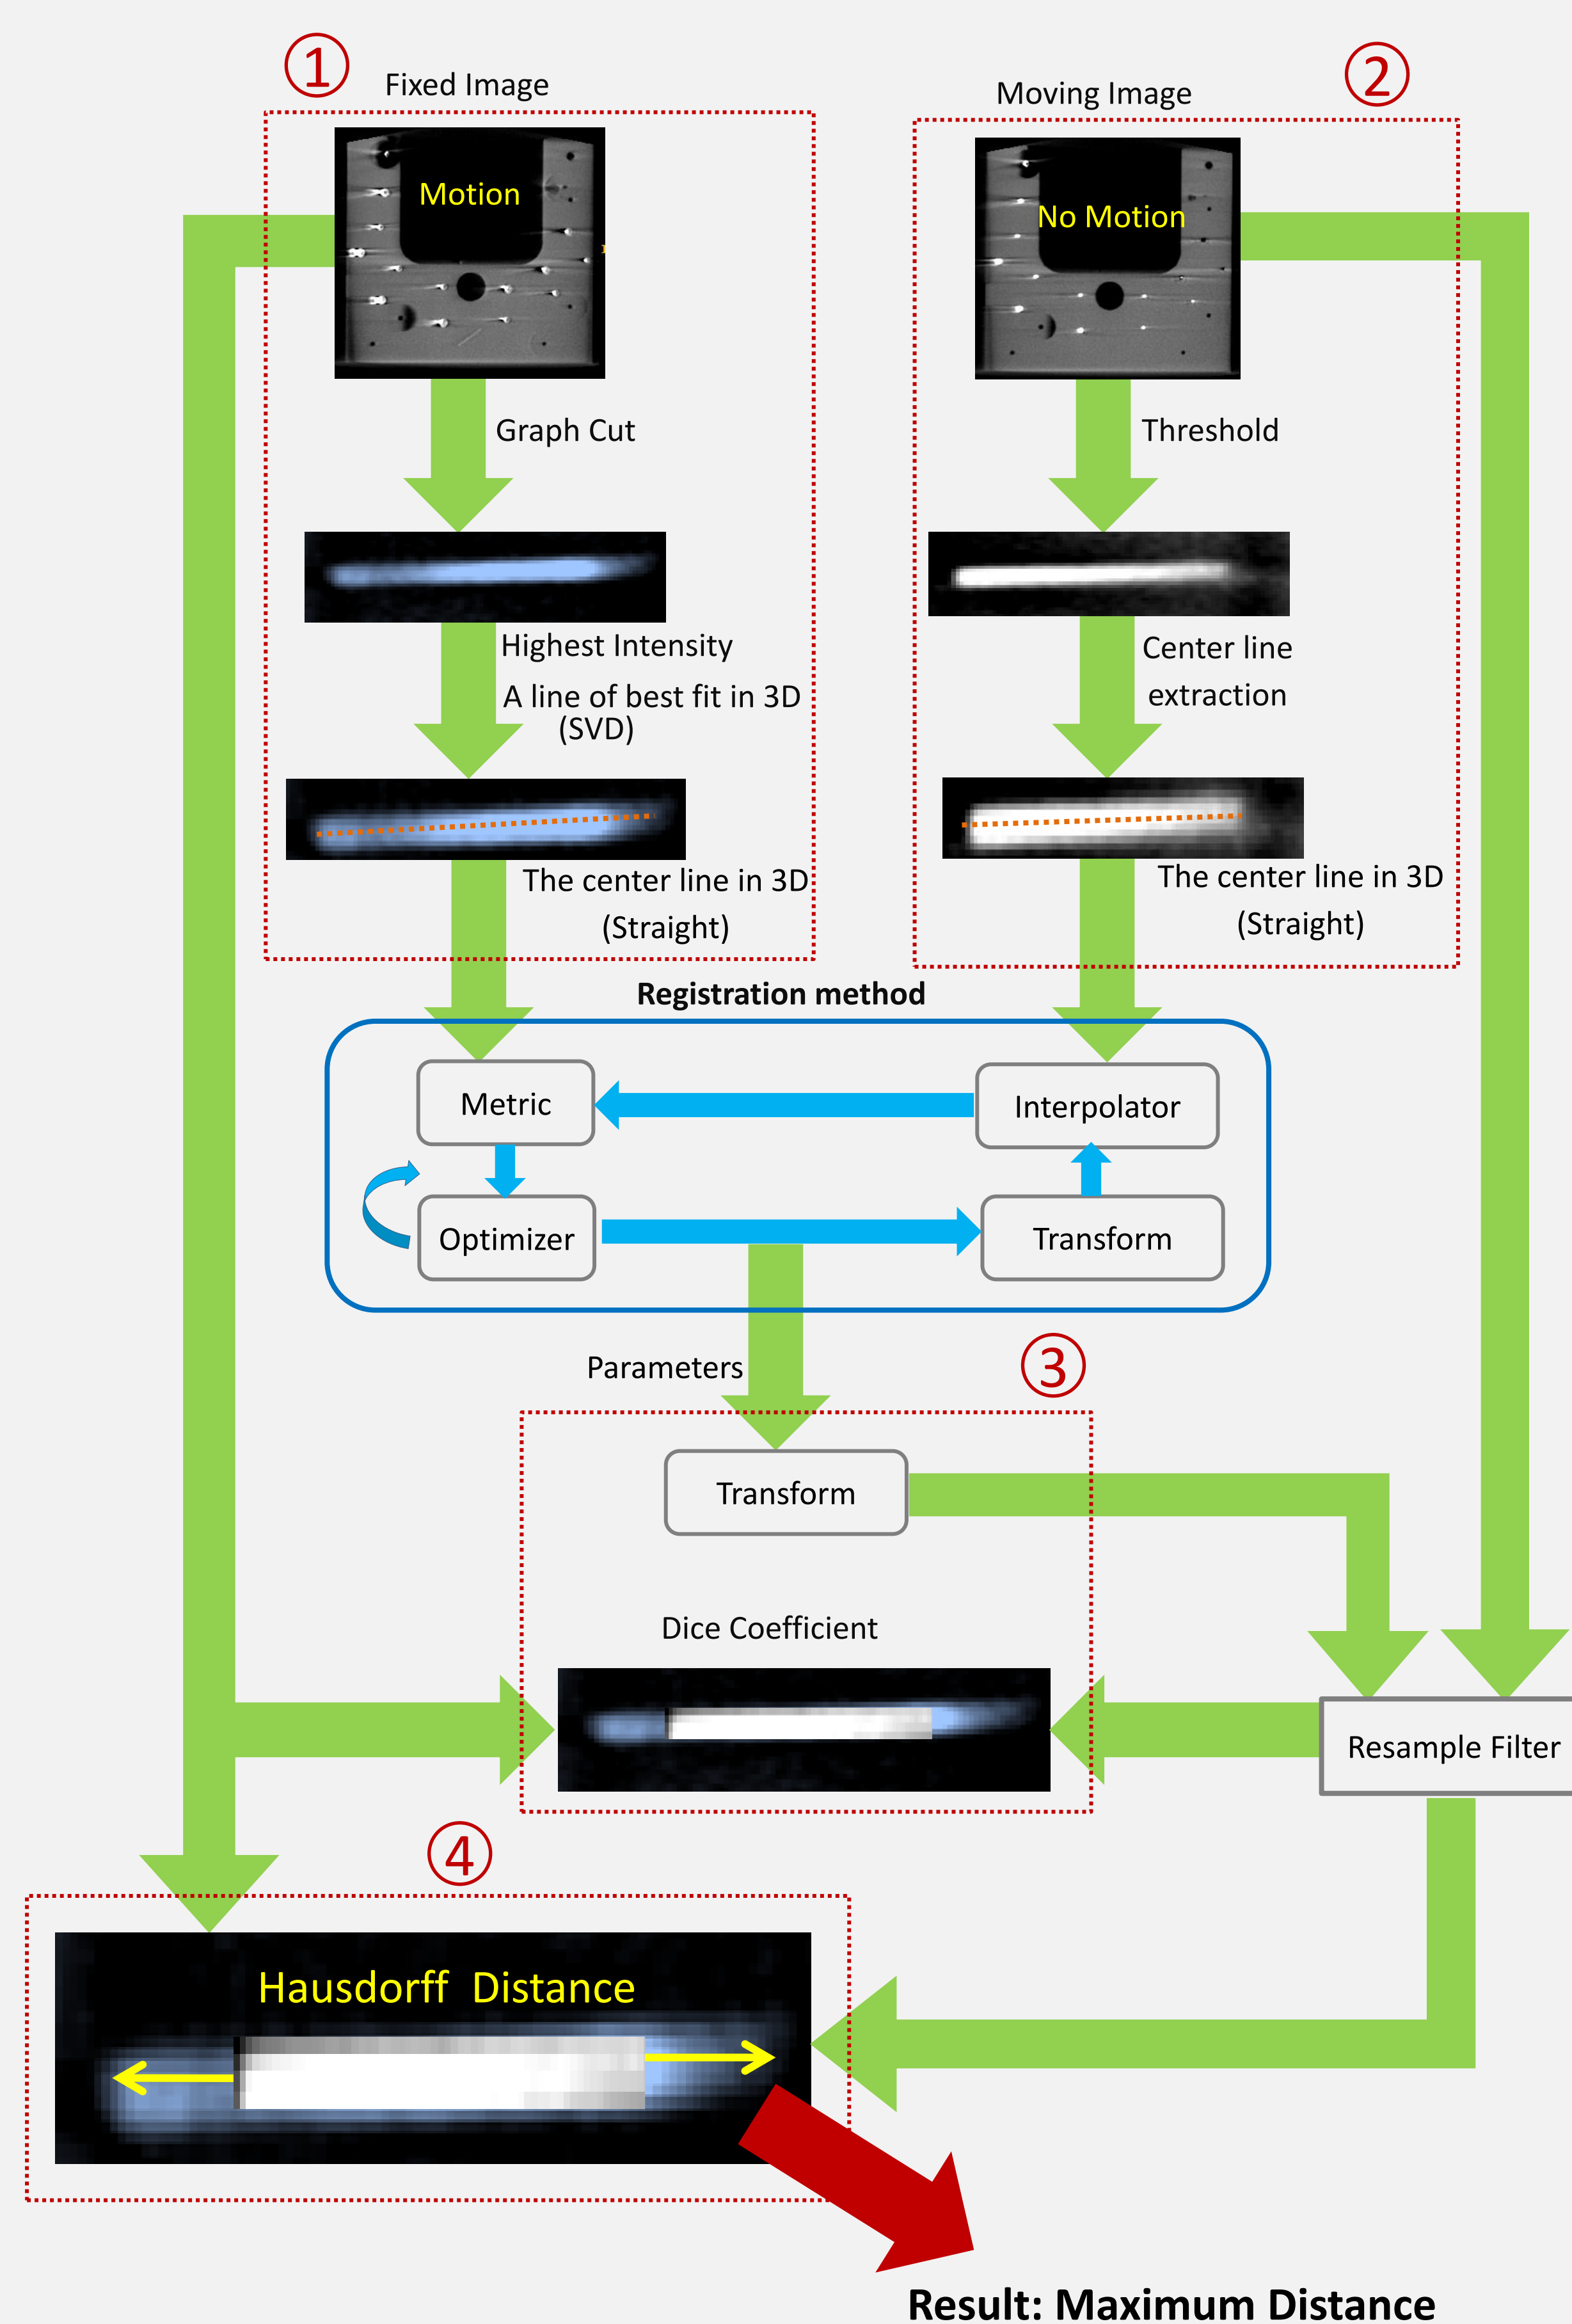 ①
Fixed Image
②
Moving Image
Motion
No Motion
Graph Cut
Threshold
Highest Intensity
A line of best fit in 3D
(SVD)
Center line
extraction
The center line in 3D
(Straight)
The center line in 3D
(Straight)
Registration method
Metric
Interpolator
Optimizer
Transform
Parameters
③
Transform
Dice Coefficient
Resample Filter
④
Hausdorff Distance
Result: Maximum Distance